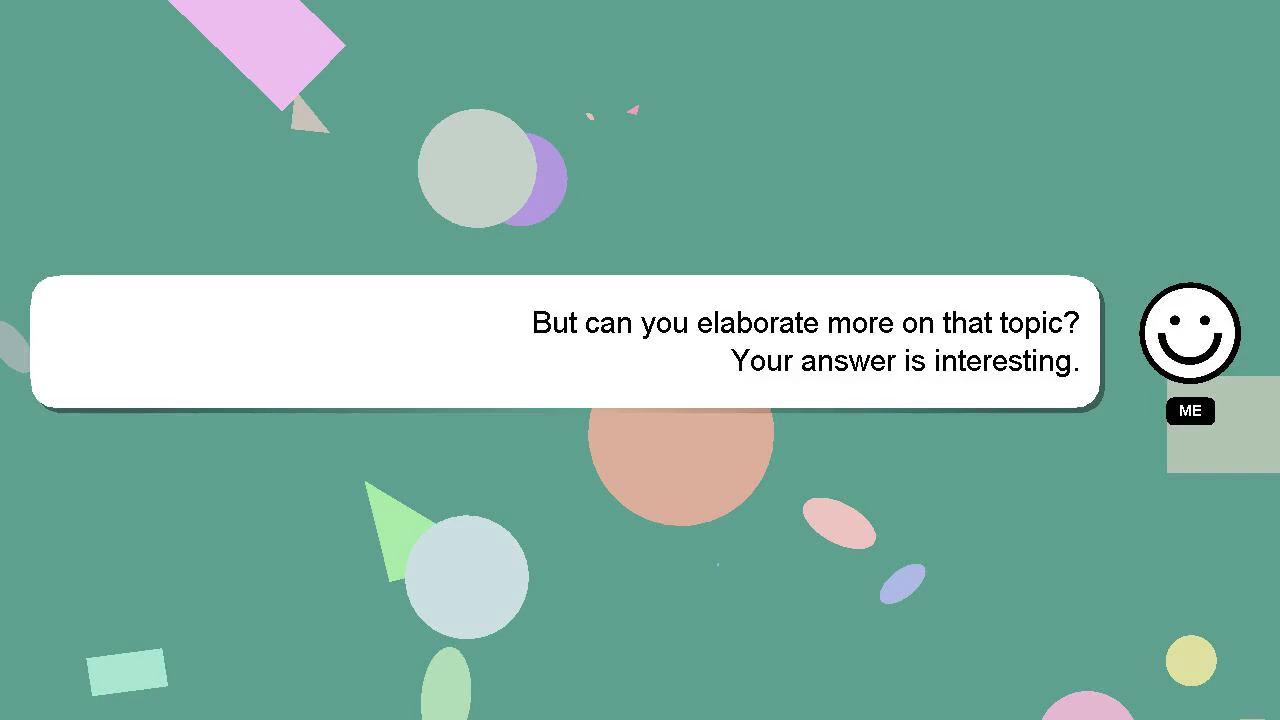 But can you elaborate more on that topic?
Your answer is interesting.
ME